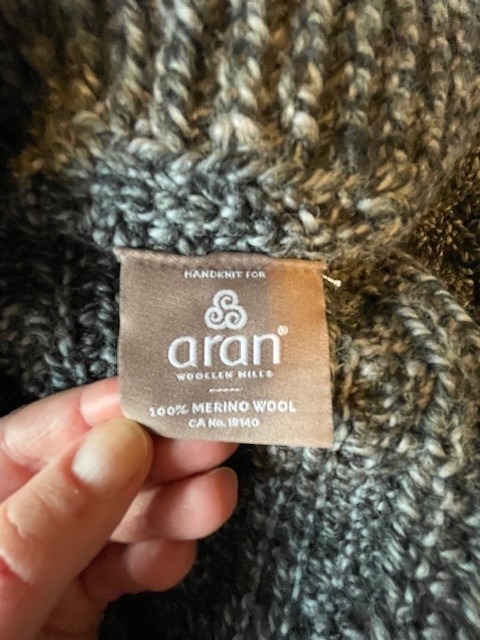 HANDKNIT FOR
aran®
WOOLLEN MILLS
100% MERINO WOOL
CA No. 18140